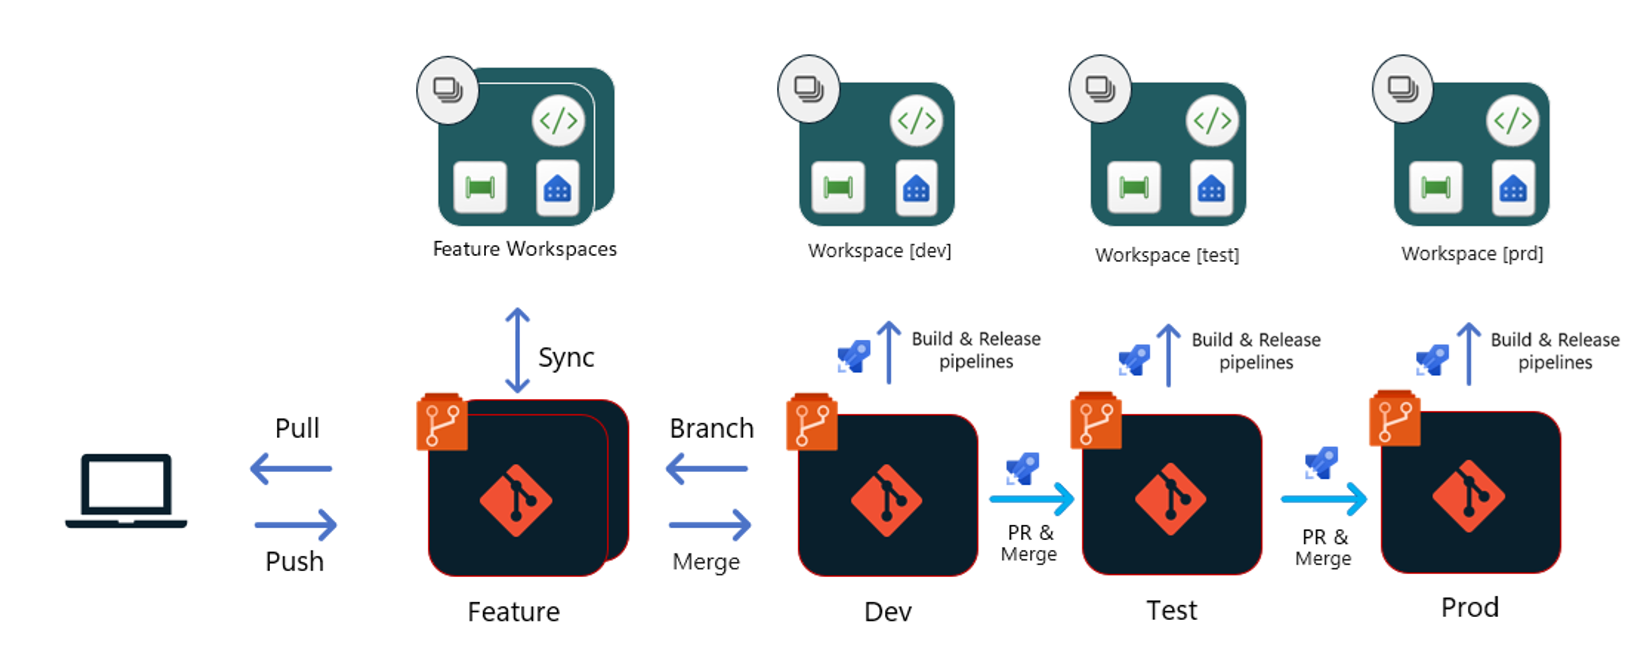 Feature Workspaces
Workspace [dev]
Workspace [test]
Workspace [prd]
Sync
Build & Release
pipelines
Build & Release
pipelines
Build & Release
pipelines
Pull
Push
Branch
Merge
PR &
Merge
PR &
Merge
Feature
Dev
Test
Prod